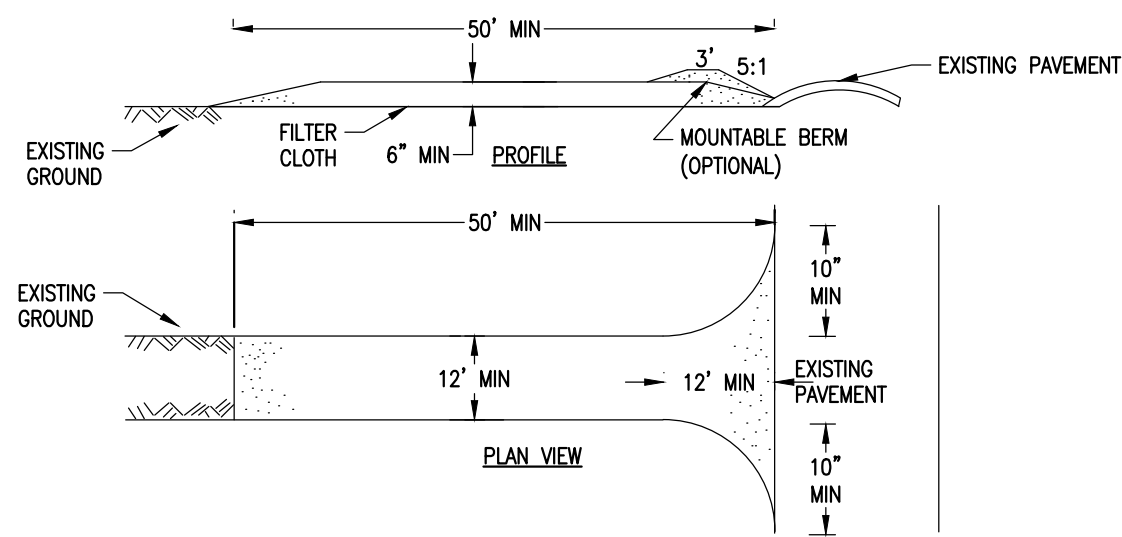 50' MIN
3'
5:1
EXISTING PAVEMENT
EXISTING
GROUND
FILTER
CLOTH
6" MIN
PROFILE
MOUNTABLE BERM
(OPTIONAL)
50' MIN
EXISTING
GROUND
10"
MIN
12' MIN
12' MIN
EXISTING
PAVEMENT
PLAN VIEW
10"
MIN